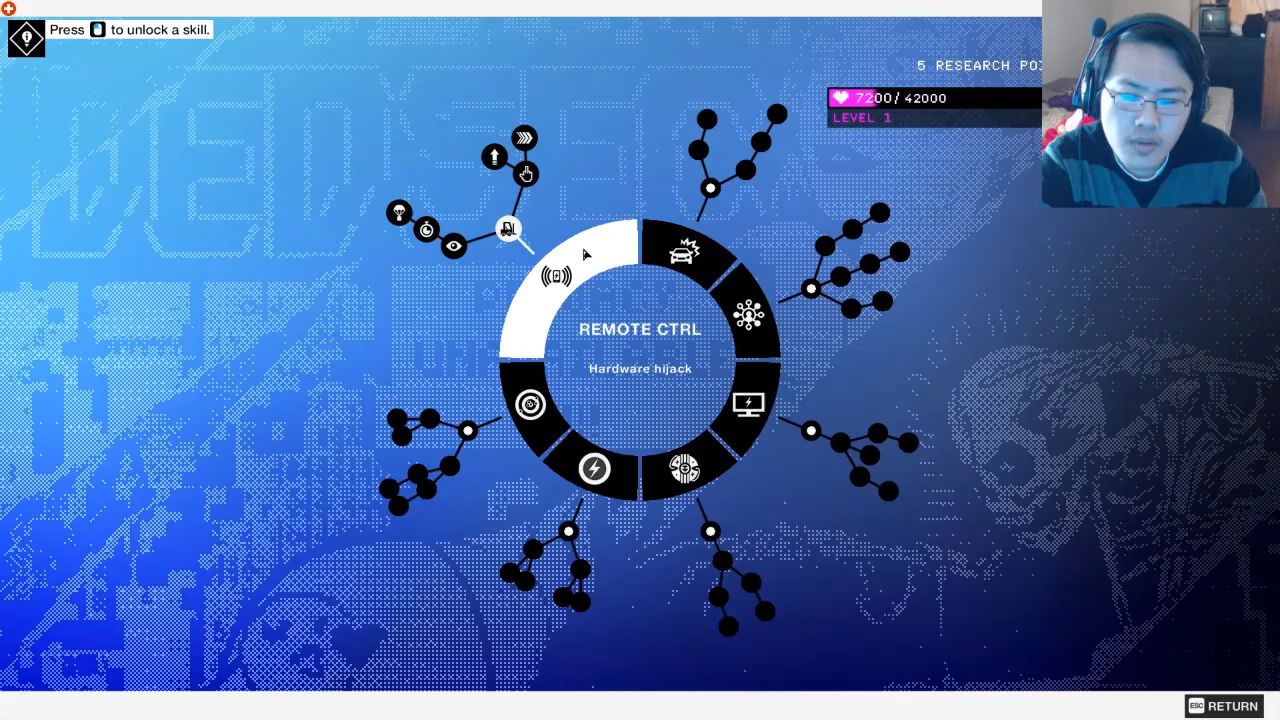 Press to unlock a skill.
5 RESEARCH POI
7200/42000
LEVEL 1
REMOTE CTRL
Hardware hijack
ESC RETURN